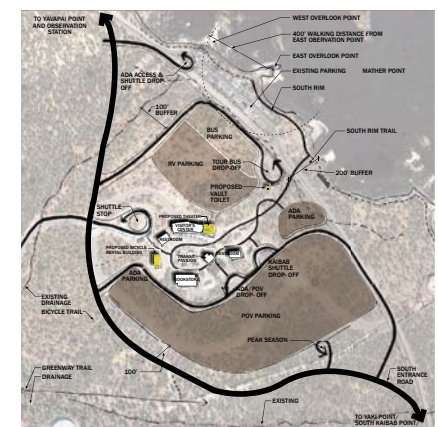 TO YAVAPAI POINT
AND OBSERVATION
STATION
WEST OVERLOOK POINT
400' WALKING DISTANCE FROM
EAST OBERVATION POINT
EAST OVERLOOK POINT
EXISTING PARKING
MATHER POINT
ADA ACCESS &
SHUTTLE DROP-
OFF
SOUTH RIM
100'
BUFFER
BUS
PARKING
SOUTH RIM TRAIL
RV PARKING
TOUR BUS
DROP-OFF
200' BUFFER
PROPOSED
VAULT
TOILET
SHUTTLE
STOP
ADA
PARKING
PROPOSED THEATER
VISITOR'S
CENTER
RESTROOM
PROPOSED BICYCLE
RENTAL BUILDING
TRANSIT
PAVILION
RESTROOM
KAIBAB
SHUTTLE
DROP- OFF
ADA
PARKING
BOOKSTORE
ADA/POV
DROP- OFF
EXISTING
DRAINAGE
BICYCLE TRAIL
POV PARKING
PEAK SEASON
GREENWAY TRAIL
DRAINAGE
100'
SOUTH
ENTRANCE
ROAD
EXISTING
TO YAKI POINT/
SOUTH KAIBAB POINT/